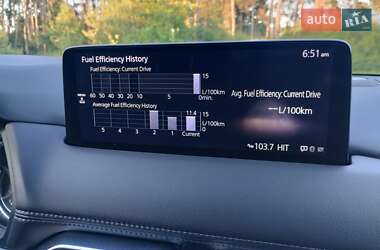 auto RIA
6:51am
Fuel Efficiency History
Fuel Efficiency: Current Drive
15
L/100km
0
60 50 40 30 20 10 5 0min.
Avg. Fuel Efficiency: Current Drive
---L/100km
Average Fuel Efficiency History
11.4
15
L/100km
0
5 4 3 2 1 Current
103.7 HIT